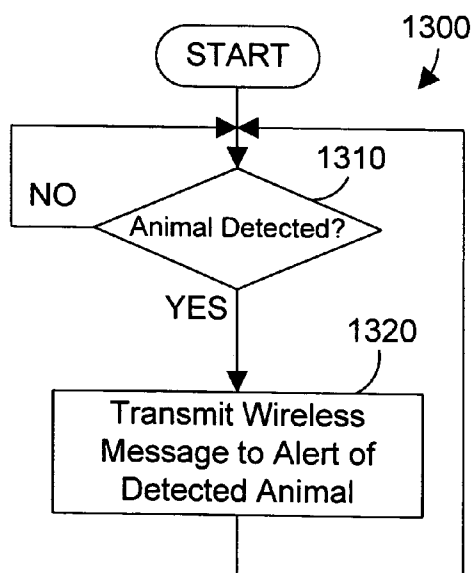 1300
START
1310
NO
Animal Detected?
YES
1320
Transmit Wireless
Message to Alert of
Detected Animal